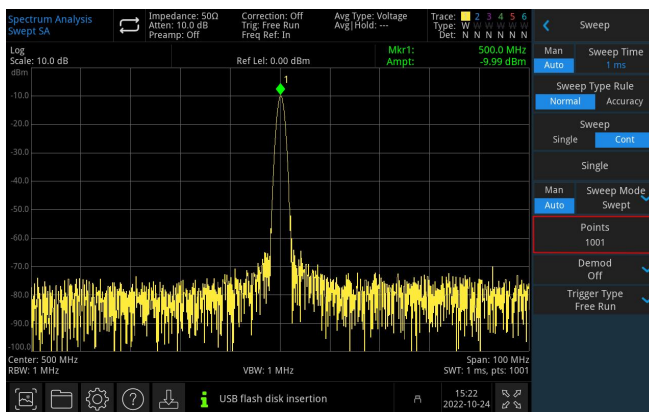 Spectrum Analysis
Swept SA
Impedance: 50Ω
Atten: 10.0 dB
Preamp: Off
Correction: Off
Trig: Free Run
Freq Ref: In
Avg Type: Voltage
Avg|Hold: ---
Trace: 1 2 3 4 5 6
Type: W W W W W W
Det: N N N N N N
Log
Scale: 10.0 dB
Ref Lel: 0.00 dBm
Mkr1: 500.0 MHz
Ampt: -9.99 dBm
dBm
1
-10.0
-20.0
-30.0
-40.0
-50.0
-60.0
-70.0
-80.0
-90.0
-100.0
Center: 500 MHz
RBW: 1 MHz
VBW: 1 MHz
Span: 100 MHz
SWT: 1 ms, pts: 1001
USB flash disk insertion
15:22
2022-10-24
Sweep
Man
Auto
Sweep Time
1 ms
Sweep Type Rule
Normal Accuracy
Sweep
Single Cont
Single
Man
Auto
Sweep Mode
Swept
Points
1001
Demod
Off
Trigger Type
Free Run